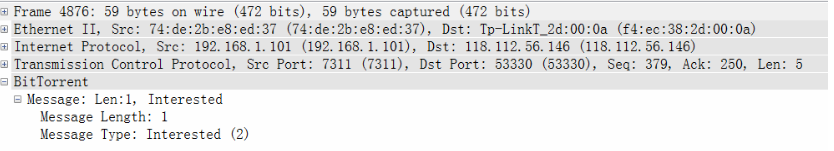 Frame 4876: 59 bytes on wire (472 bits), 59 bytes captured (472 bits)
Ethernet II, Src: 74:de:2b:e8:ed:37 (74:de:2b:e8:ed:37), Dst: Tp-LinkT_2d:00:0a (f4:ec:38:2d:00:0a)
Internet Protocol, Src: 192.168.1.101 (192.168.1.101), Dst: 118.112.56.146 (118.112.56.146)
Transmission Control Protocol, Src Port: 7311 (7311), Dst Port: 53330 (53330), Seq: 379, Ack: 250, Len: 5
BitTorrent
Message: Len:1, Interested
Message Length: 1
Message Type: Interested (2)